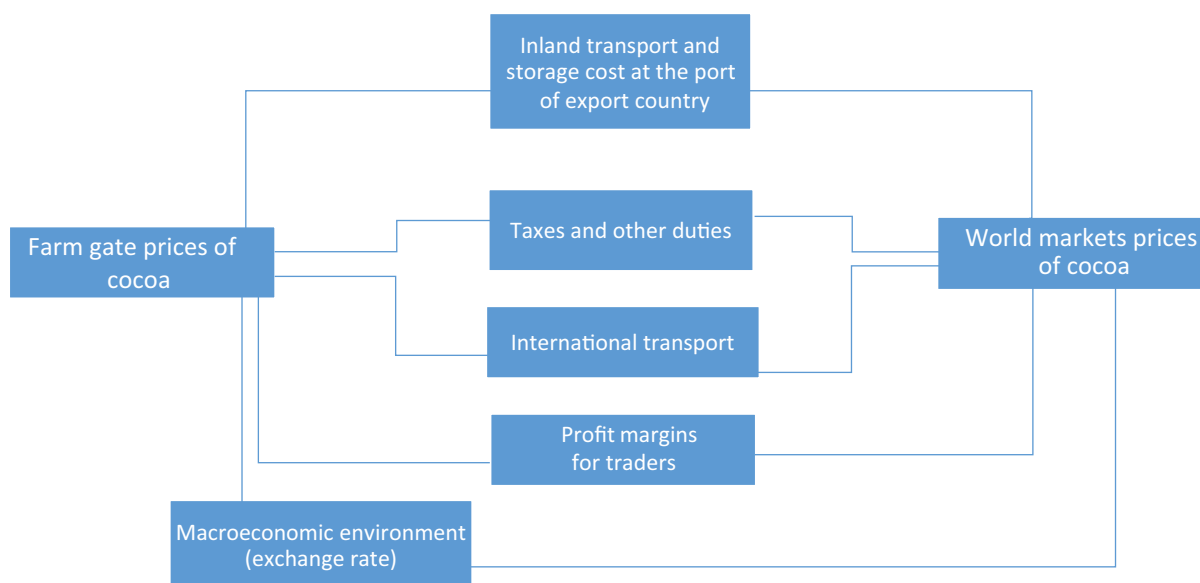 Inland transport and
storage cost at the port
of export country
Taxes and other duties
Farm gate prices of
cocoa
World markets prices
of cocoa
International transport
Profit margins
for traders
Macroeconomic environment
(exchange rate)